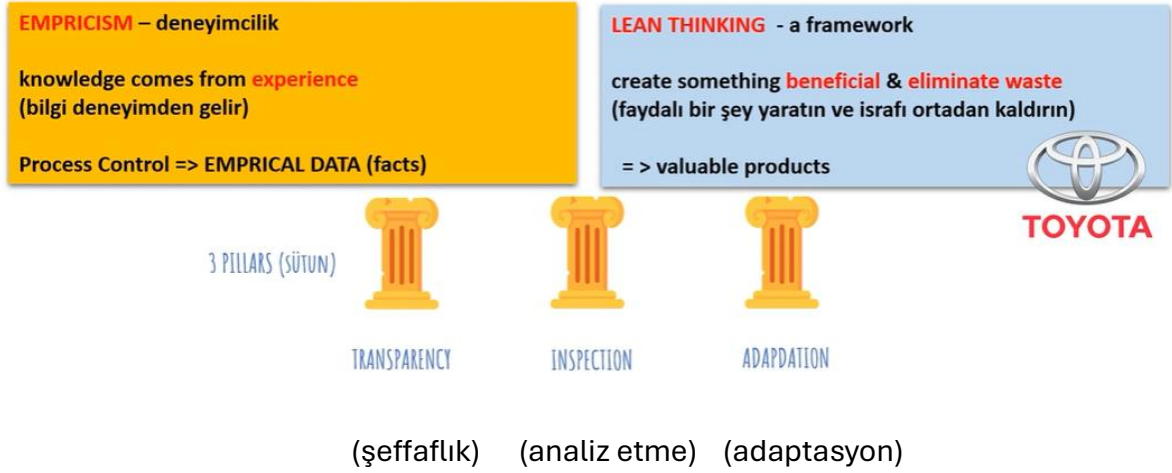 EMPRICISM – deneyimcilik
knowledge comes from experience
(bilgi deneyimden gelir)
Process Control => EMPRICAL DATA (facts)
LEAN THINKING - a framework
create something beneficial & eliminate waste
(faydalı bir şey yaratın ve israfı ortadan kaldırın)
= > valuable products
TOYOTA
3 PILLARS (SÜTUN)
TRANSPARENCY INSPECTION ADAPDATION
(şeffaflık) (analiz etme) (adaptasyon)